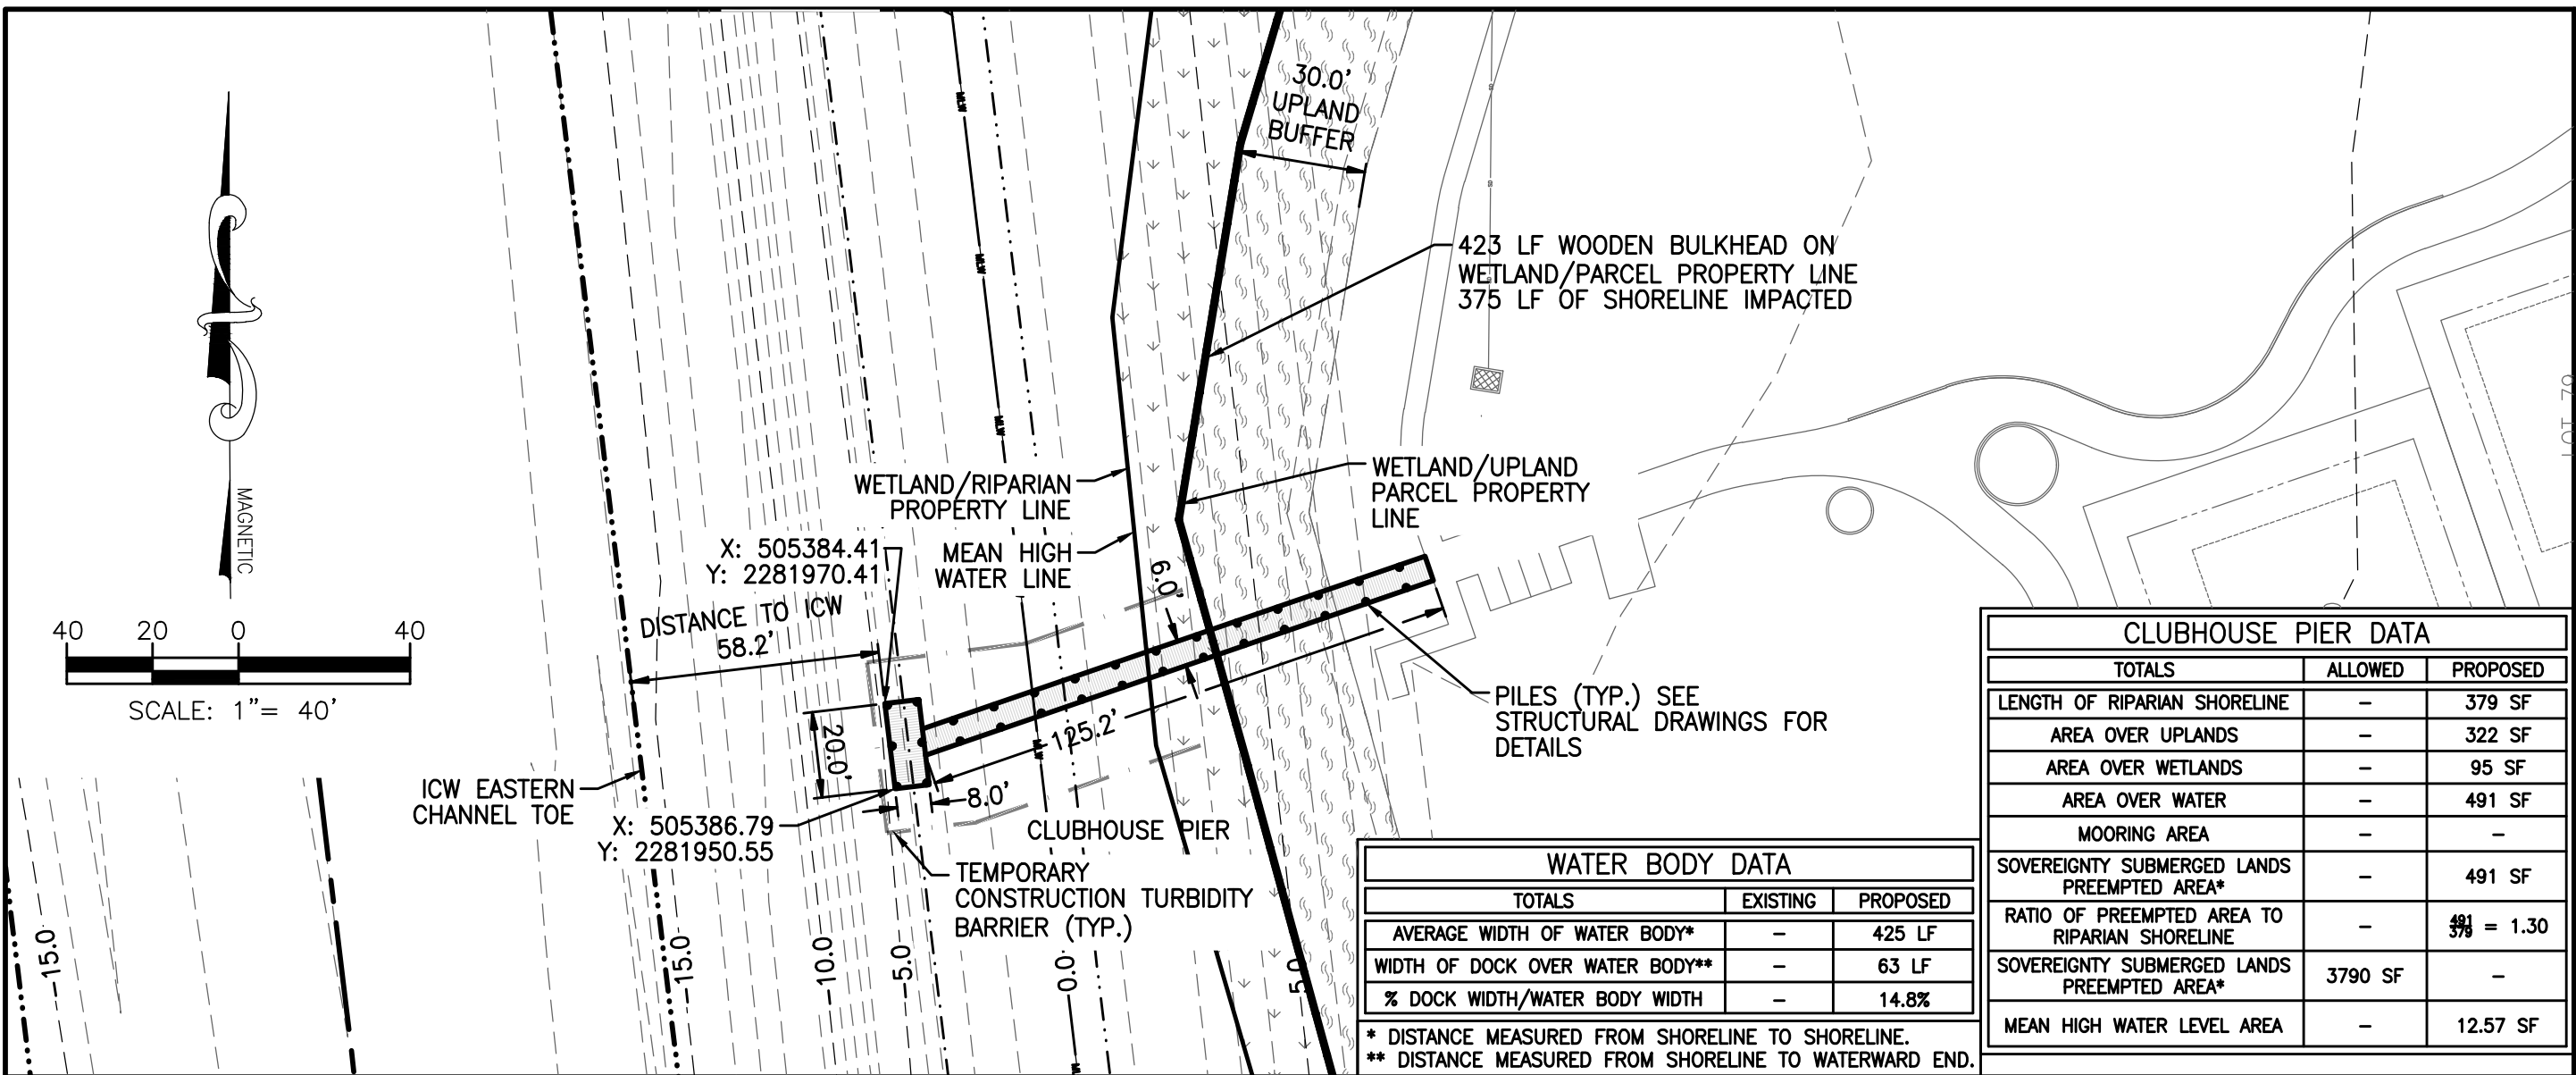 30.0'
UPLAND
BUFFER
MLW
MLW
MLW
MLW
MLW
423 LF WOODEN BULKHEAD ON
WETLAND/PARCEL PROPERTY LINE
375 LF OF SHORELINE IMPACTED
MAGNETIC
WETLAND/RIPARIAN
PROPERTY LINE
WETLAND/UPLAND
PARCEL PROPERTY
LINE
X: 505384.41
Y: 2281970.41
MEAN HIGH
WATER LINE
6.0'
DISTANCE TO ICW
58.2'
40 20 0 40
SCALE: 1"= 40'
20.0'
125.2'
8.0'
PILES (TYP.) SEE
STRUCTURAL DRAWINGS FOR
DETAILS
ICW EASTERN
CHANNEL TOE
X: 505386.79
Y: 2281950.55
CLUBHOUSE PIER
TEMPORARY
CONSTRUCTION TURBIDITY
BARRIER (TYP.)
15.0
15.0
10.0
5.0
0.0
5.0
WATER BODY DATA
TOTALS EXISTING PROPOSED
AVERAGE WIDTH OF WATER BODY* – 425 LF
WIDTH OF DOCK OVER WATER BODY** – 63 LF
% DOCK WIDTH/WATER BODY WIDTH – 14.8%
* DISTANCE MEASURED FROM SHORELINE TO SHORELINE.
** DISTANCE MEASURED FROM SHORELINE TO WATERWARD END.
CLUBHOUSE PIER DATA
TOTALS ALLOWED PROPOSED
LENGTH OF RIPARIAN SHORELINE – 379 SF
AREA OVER UPLANDS – 322 SF
AREA OVER WETLANDS – 95 SF
AREA OVER WATER – 491 SF
MOORING AREA – –
SOVEREIGNTY SUBMERGED LANDS
PREEMPTED AREA* – 491 SF
RATIO OF PREEMPTED AREA TO
RIPARIAN SHORELINE – 491/379 = 1.30
SOVEREIGNTY SUBMERGED LANDS
PREEMPTED AREA* 3790 SF –
MEAN HIGH WATER LEVEL AREA – 12.57 SF